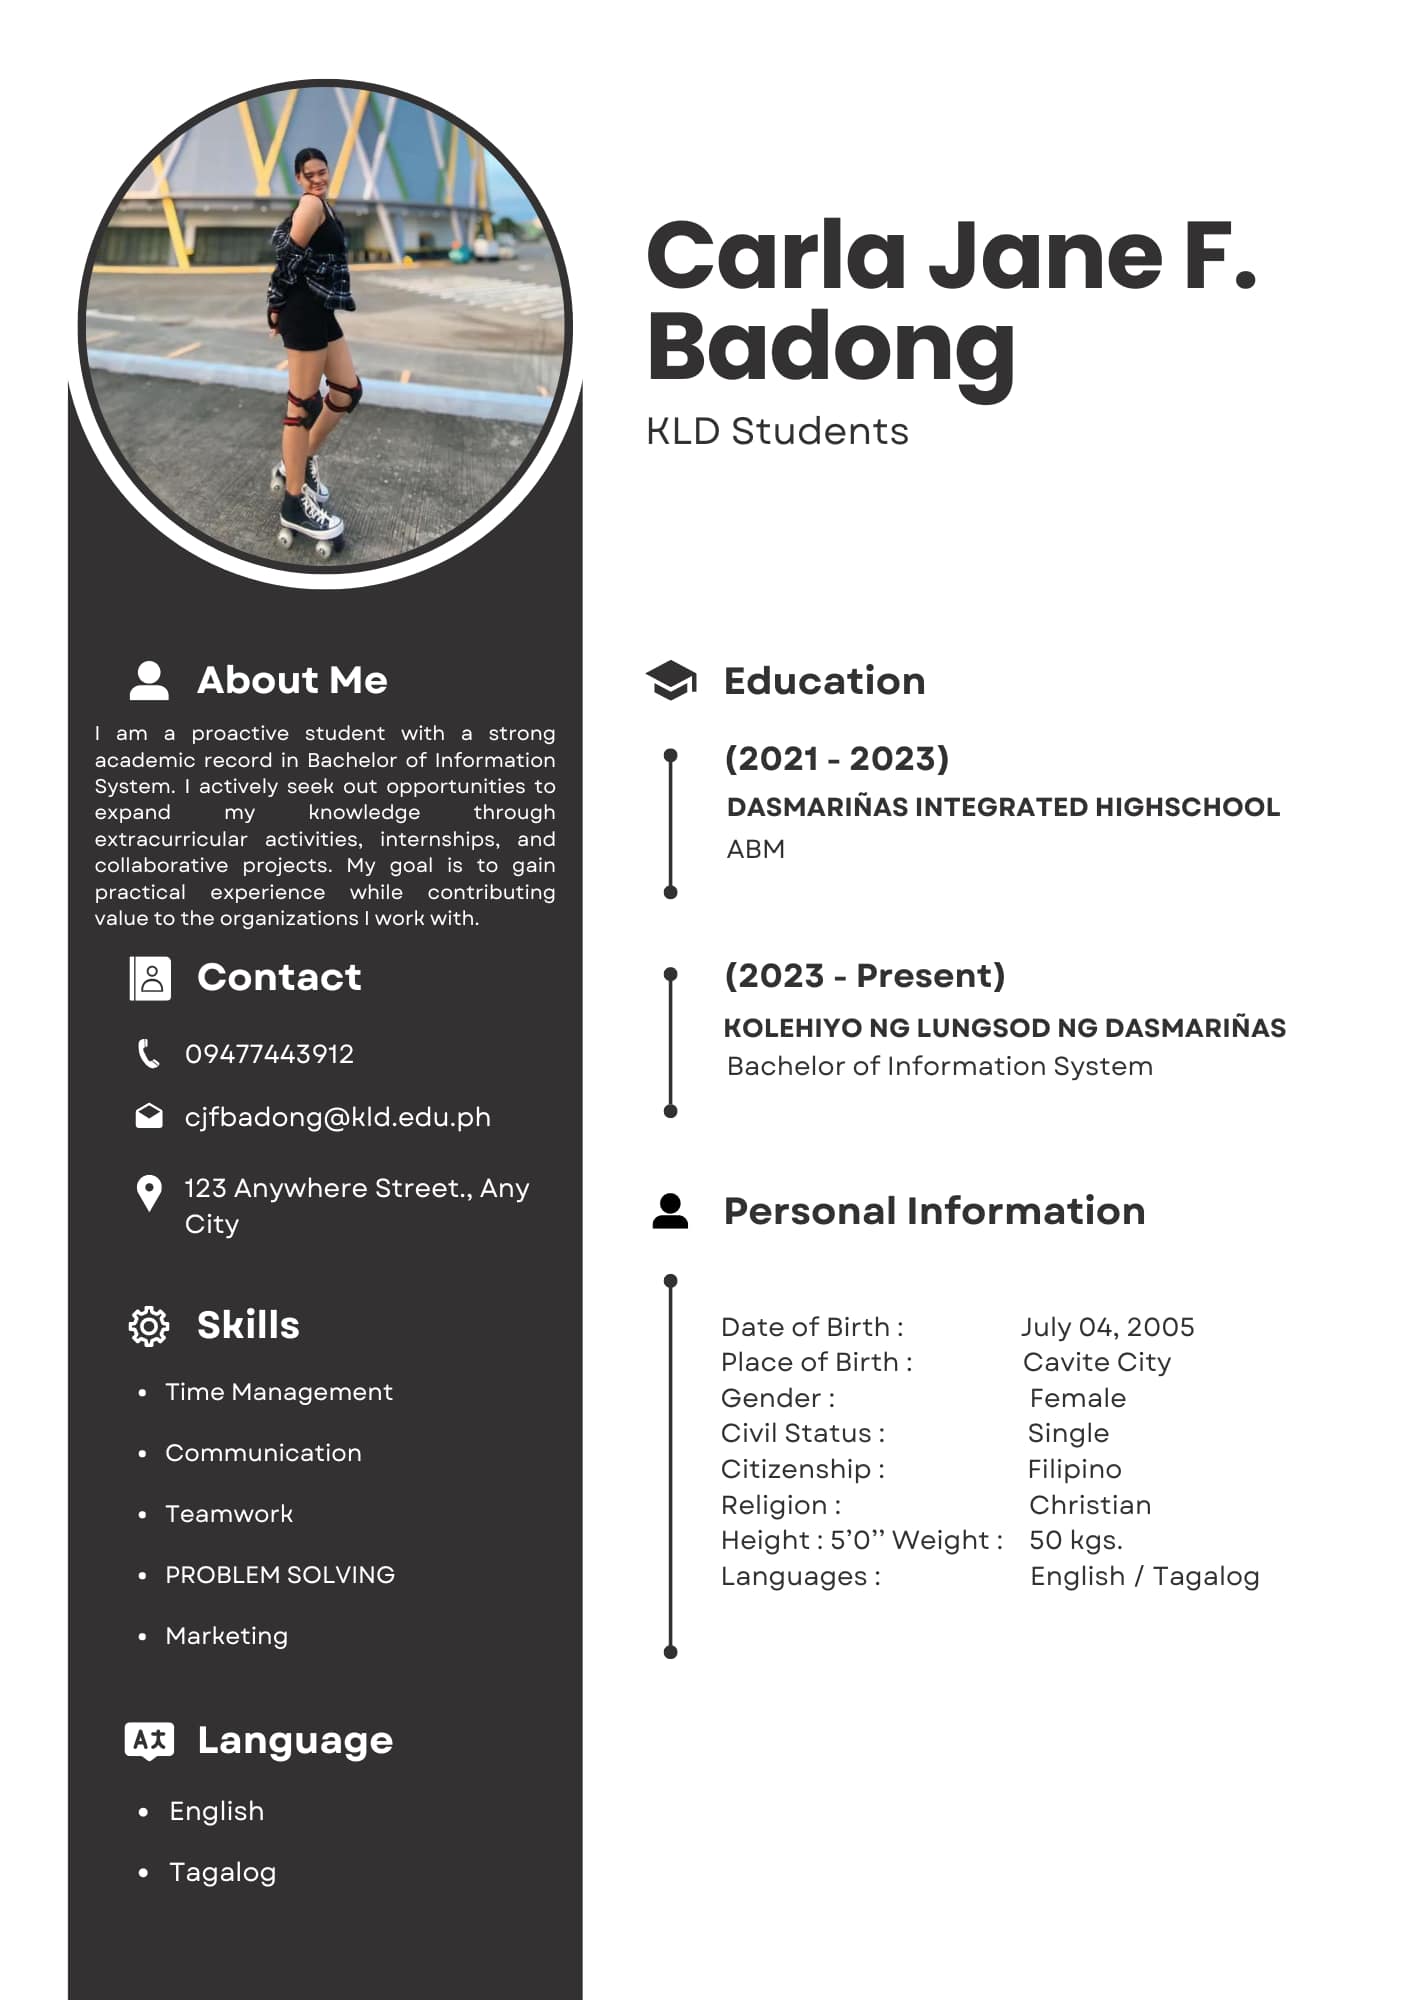 Carla Jane F.
Badong
KLD Students
About Me
I am a proactive student with a strong
academic record in Bachelor of Information
System. I actively seek out opportunities to
expand my knowledge through
extracurricular activities, internships, and
collaborative projects. My goal is to gain
practical experience while contributing
value to the organizations I work with.
Contact
09477443912
cjfbadong@kld.edu.ph
123 Anywhere Street., Any
City
Skills
• Time Management
• Communication
• Teamwork
• PROBLEM SOLVING
• Marketing
Language
• English
• Tagalog
Education
(2021 - 2023)
DASMARIÑAS INTEGRATED HIGHSCHOOL
ABM
(2023 - Present)
KOLEHIYO NG LUNGSOD NG DASMARIÑAS
Bachelor of Information System
Personal Information
Date of Birth : July 04, 2005
Place of Birth : Cavite City
Gender : Female
Civil Status : Single
Citizenship : Filipino
Religion : Christian
Height : 5’0’’ Weight : 50 kgs.
Languages : English / Tagalog